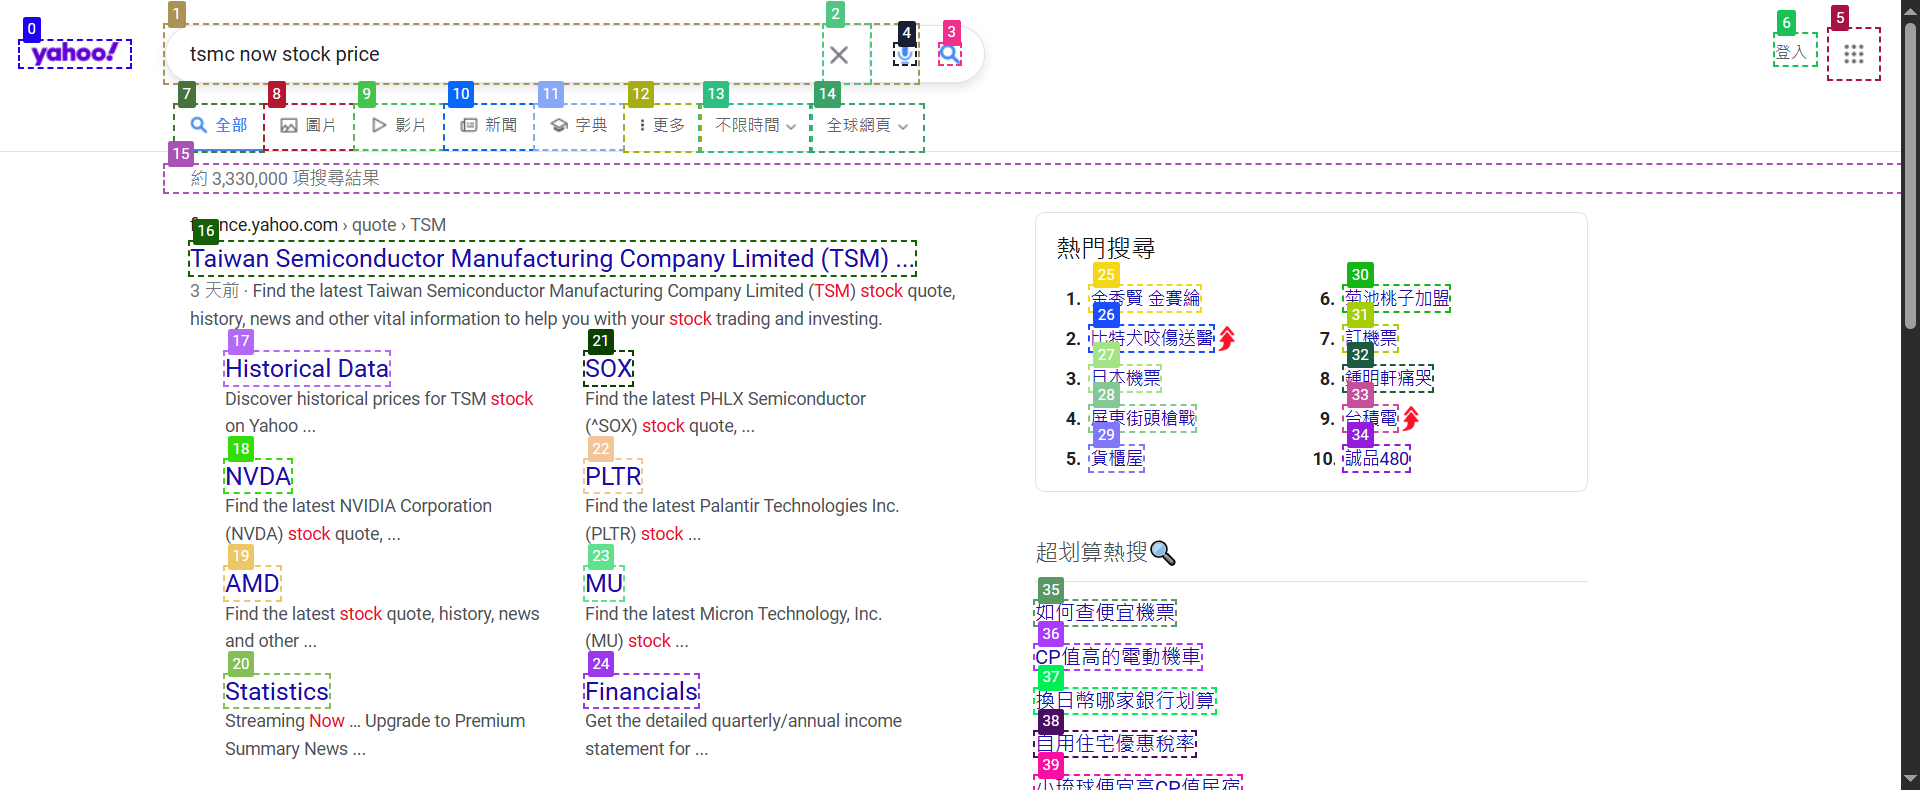 0
1
2
3
4
5
6
yahoo!
tsmc now stock price
登入
7
8
9
10
11
12
13
14
全部
圖片
影片
新聞
字典
更多
不限時間
全球網頁
15
約 3,330,000 項搜尋結果
nce.yahoo.com › quote › TSM
16
Taiwan Semiconductor Manufacturing Company Limited (TSM) ...
3 天前 · Find the latest Taiwan Semiconductor Manufacturing Company Limited (TSM) stock quote,
history, news and other vital information to help you with your stock trading and investing.
17
Historical Data
Discover historical prices for TSM stock
on Yahoo ...
18
NVDA
Find the latest NVIDIA Corporation
(NVDA) stock quote, ...
19
AMD
Find the latest stock quote, history, news
and other ...
20
Statistics
Streaming Now ... Upgrade to Premium
Summary News ...
21
SOX
Find the latest PHLX Semiconductor
(^SOX) stock quote, ...
22
PLTR
Find the latest Palantir Technologies Inc.
(PLTR) stock ...
23
MU
Find the latest Micron Technology, Inc.
(MU) stock ...
24
Financials
Get the detailed quarterly/annual income
statement for ...
熱門搜尋
25
1. 金秀賢 金賽綸
26
2. 比特犬咬傷送醫
27
3. 日本機票
28
4. 屏東街頭槍戰
29
5. 貨櫃屋
30
6. 菊池桃子加盟
31
7. 訂機票
32
8. 鍾明軒痛哭
33
9. 台積電
34
10. 誠品480
超划算熱搜
35
如何查便宜機票
36
CP值高的電動機車
37
換日幣哪家銀行划算
38
自用住宅優惠稅率
39
小琉球便宜高CP值民宿